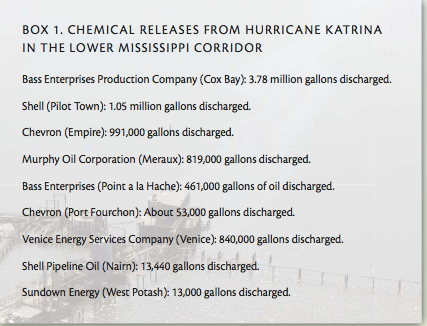 BOX 1. CHEMICAL RELEASES FROM HURRICANE KATRINA
IN THE LOWER MISSISSIPPI CORRIDOR
Bass Enterprises Production Company (Cox Bay): 3.78 million gallons discharged.
Shell (Pilot Town): 1.05 million gallons discharged.
Chevron (Empire): 991,000 gallons discharged.
Murphy Oil Corporation (Meraux): 819,000 gallons discharged.
Bass Enterprises (Point a la Hache): 461,000 gallons of oil discharged.
Chevron (Port Fourchon): About 53,000 gallons discharged.
Venice Energy Services Company (Venice): 840,000 gallons discharged.
Shell Pipeline Oil (Nairn): 13,440 gallons discharged.
Sundown Energy (West Potash): 13,000 gallons discharged.